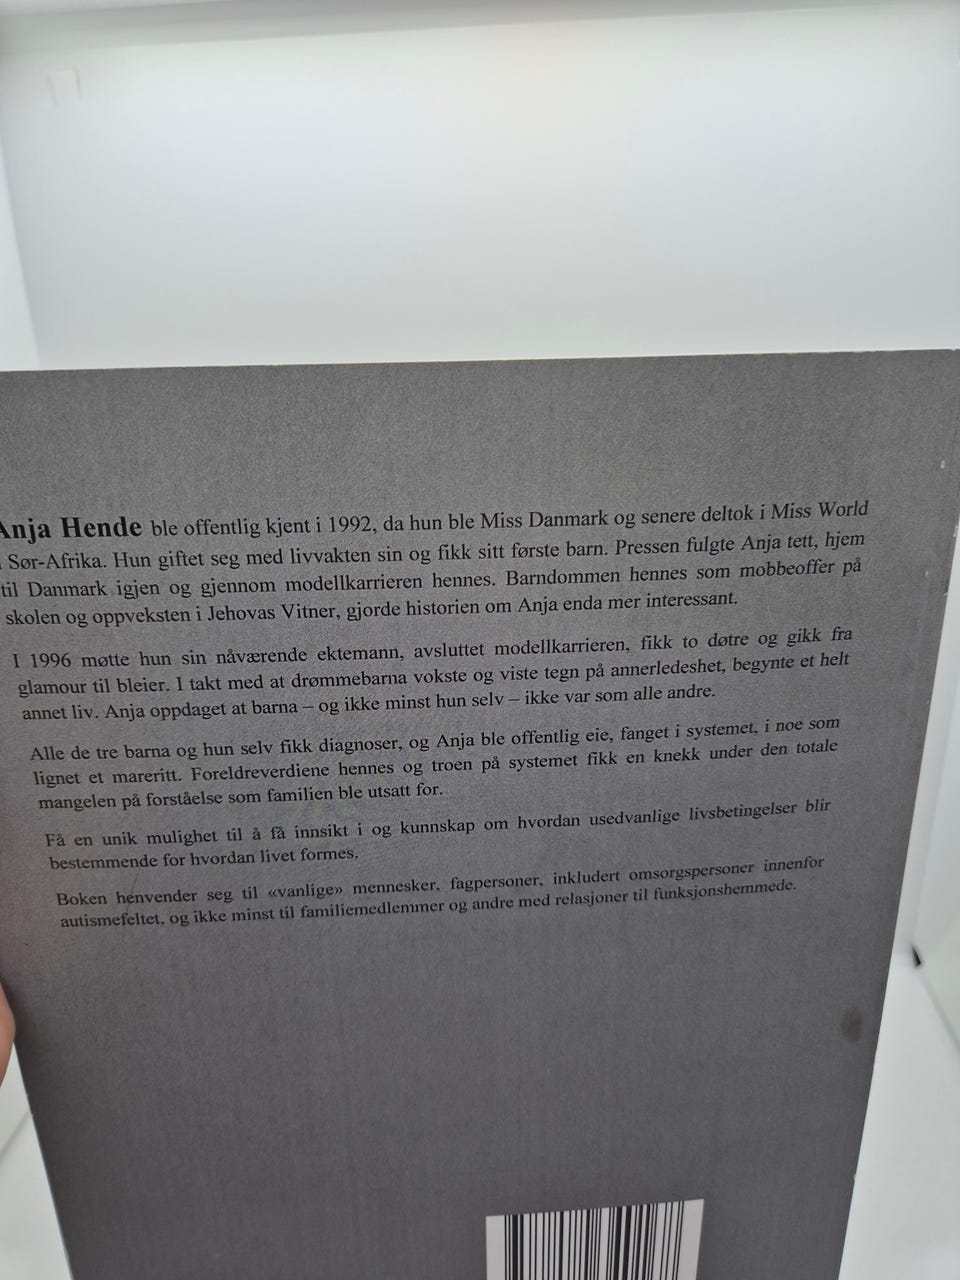 Anja Hende ble offentlig kjent i 1992, da hun ble Miss Danmark og senere deltok i Miss World
i Sør-Afrika. Hun giftet seg med livvakten sin og fikk sitt første barn. Pressen fulgte Anja tett, hjem
til Danmark igjen og gjennom modellkarrieren hennes. Barndommen hennes som mobbeoffer på
skolen og oppveksten i Jehovas Vitner, gjorde historien om Anja enda mer interessant.
I 1996 møtte hun sin nåværende ektemann, avsluttet modellkarrieren, fikk to døtre og gikk fra
glamour til bleier. I takt med at drømmebarna vokste og viste tegn på annerledeshet, begynte et helt
annet liv. Anja oppdaget at barna – og ikke minst hun selv – ikke var som alle andre.
Alle de tre barna og hun selv fikk diagnoser, og Anja ble offentlig eie, fanget i systemet, i noe som
lignet et mareritt. Foreldreverdiene hennes og troen på systemet fikk en knekk under den totale
mangelen på forståelse som familien ble utsatt for.
Få en unik mulighet til å få innsikt i og kunnskap om hvordan usedvanlige livsbetingelser blir
bestemmende for hvordan livet formes.
Boken henvender seg til «vanlige» mennesker, fagpersoner, inkludert omsorgspersoner innenfor
autismefeltet, og ikke minst til familiemedlemmer og andre med relasjoner til funksjonshemmede.